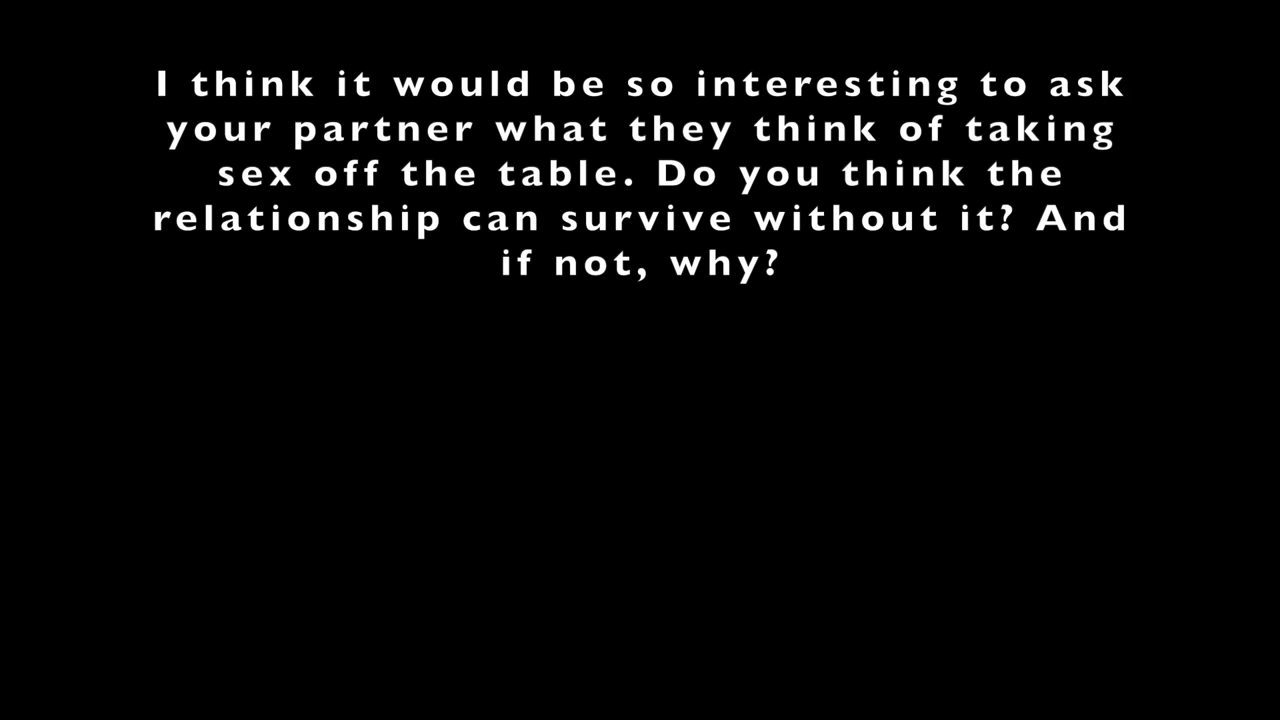 I think it would be so interesting to ask
your partner what they think of taking
sex off the table. Do you think the
relationship can survive without it? And
if not, why?